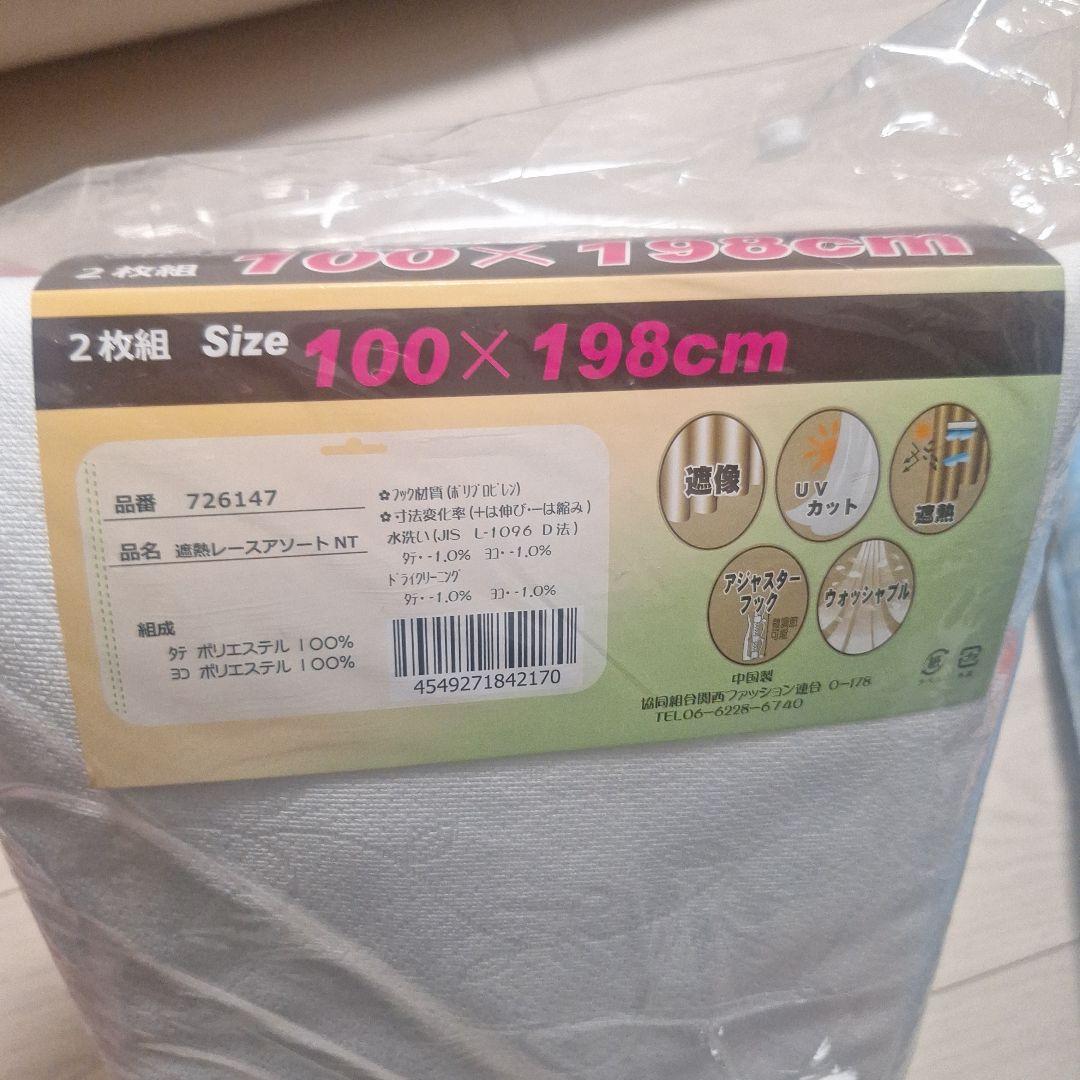 2枚組 100×198cm
2枚組 Size 100×198cm
品番 726147
品名 遮熱レースアソートNT
組成
タテ ポリエステル 100%
ヨコ ポリエステル 100%
✿フック材質(ポリプロピレン)
✿寸法変化率(+は伸び・-は縮み)
水洗い(JIS L-1096 D法)
タテ・-1.0% ヨコ・-1.0%
ドライクリーニング
タテ・-1.0% ヨコ・-1.0%
4549271842170
遮像
UV
カット
遮熱
アジャスター
フック
可能
ウォッシャブル
中国製
協同組合関西ファッション連合 O-178
TEL06-6228-6740
紙
プラ